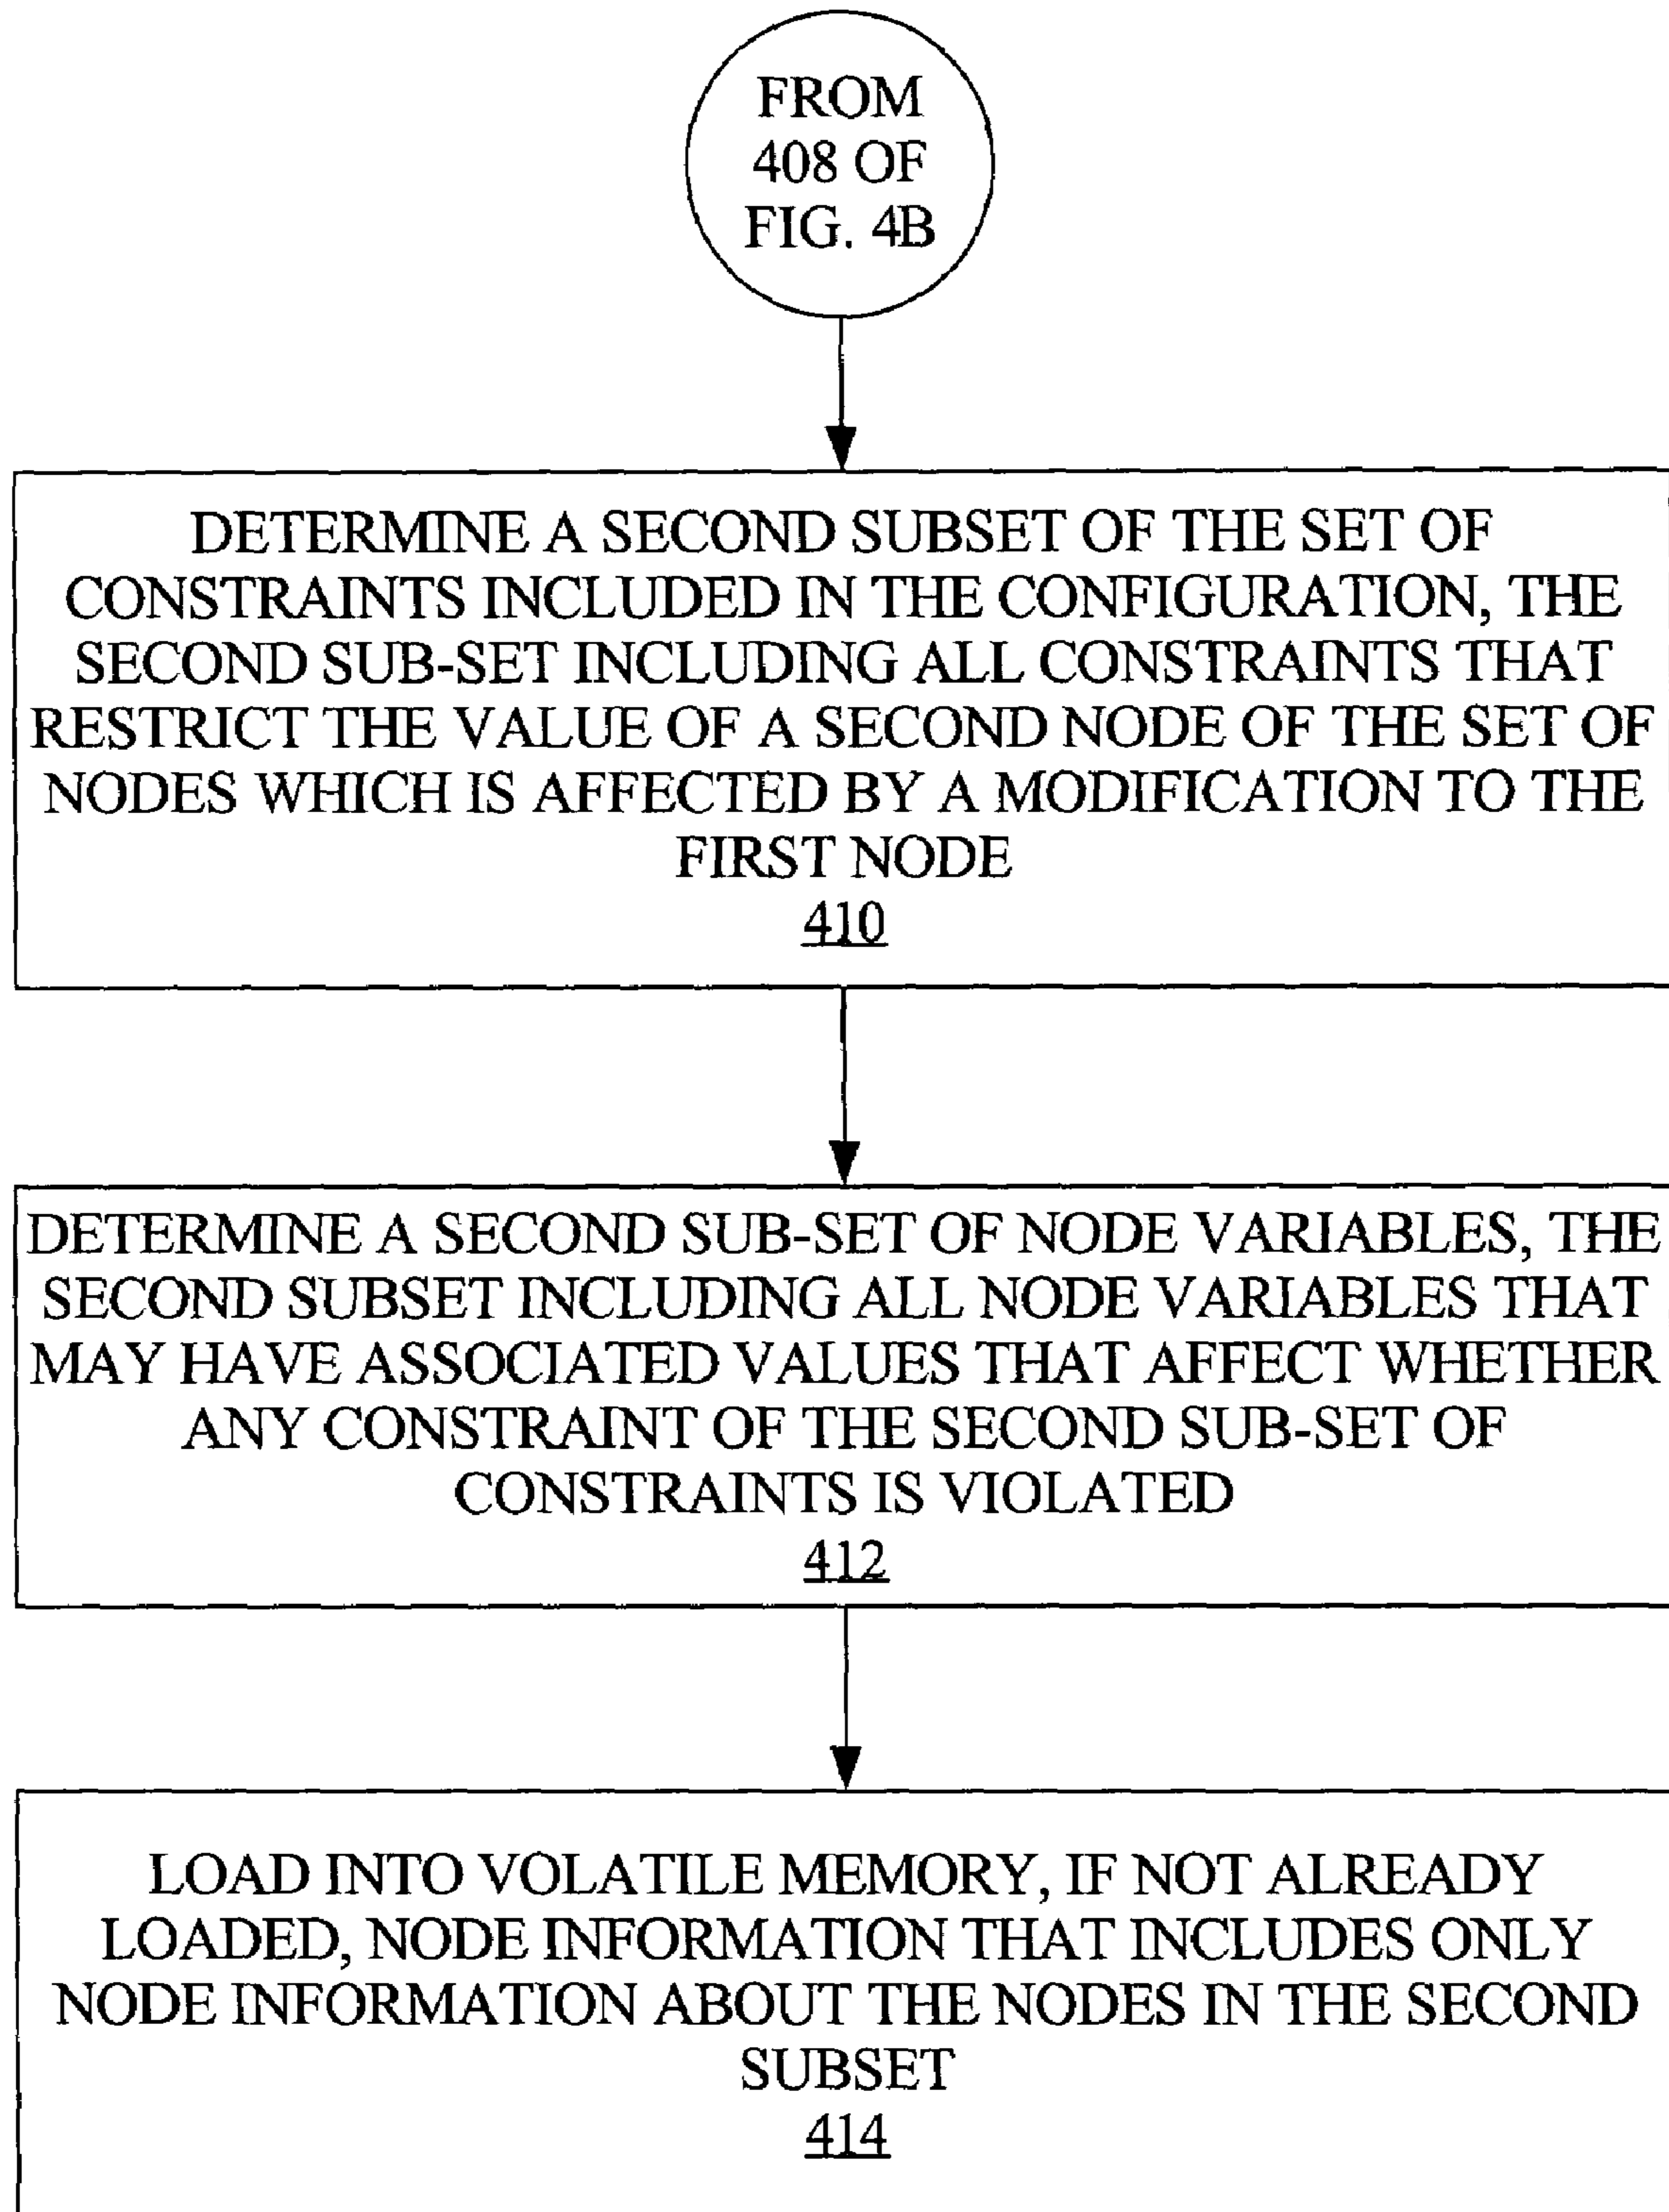 FROM
408 OF
FIG. 4B
DETERMINE A SECOND SUBSET OF THE SET OF
CONSTRAINTS INCLUDED IN THE CONFIGURATION, THE
SECOND SUB-SET INCLUDING ALL CONSTRAINTS THAT
RESTRICT THE VALUE OF A SECOND NODE OF THE SET OF
NODES WHICH IS AFFECTED BY A MODIFICATION TO THE
FIRST NODE
410
DETERMINE A SECOND SUB-SET OF NODE VARIABLES, THE
SECOND SUBSET INCLUDING ALL NODE VARIABLES THAT
MAY HAVE ASSOCIATED VALUES THAT AFFECT WHETHER
ANY CONSTRAINT OF THE SECOND SUB-SET OF
CONSTRAINTS IS VIOLATED
412
LOAD INTO VOLATILE MEMORY, IF NOT ALREADY
LOADED, NODE INFORMATION THAT INCLUDES ONLY
NODE INFORMATION ABOUT THE NODES IN THE SECOND
SUBSET
414